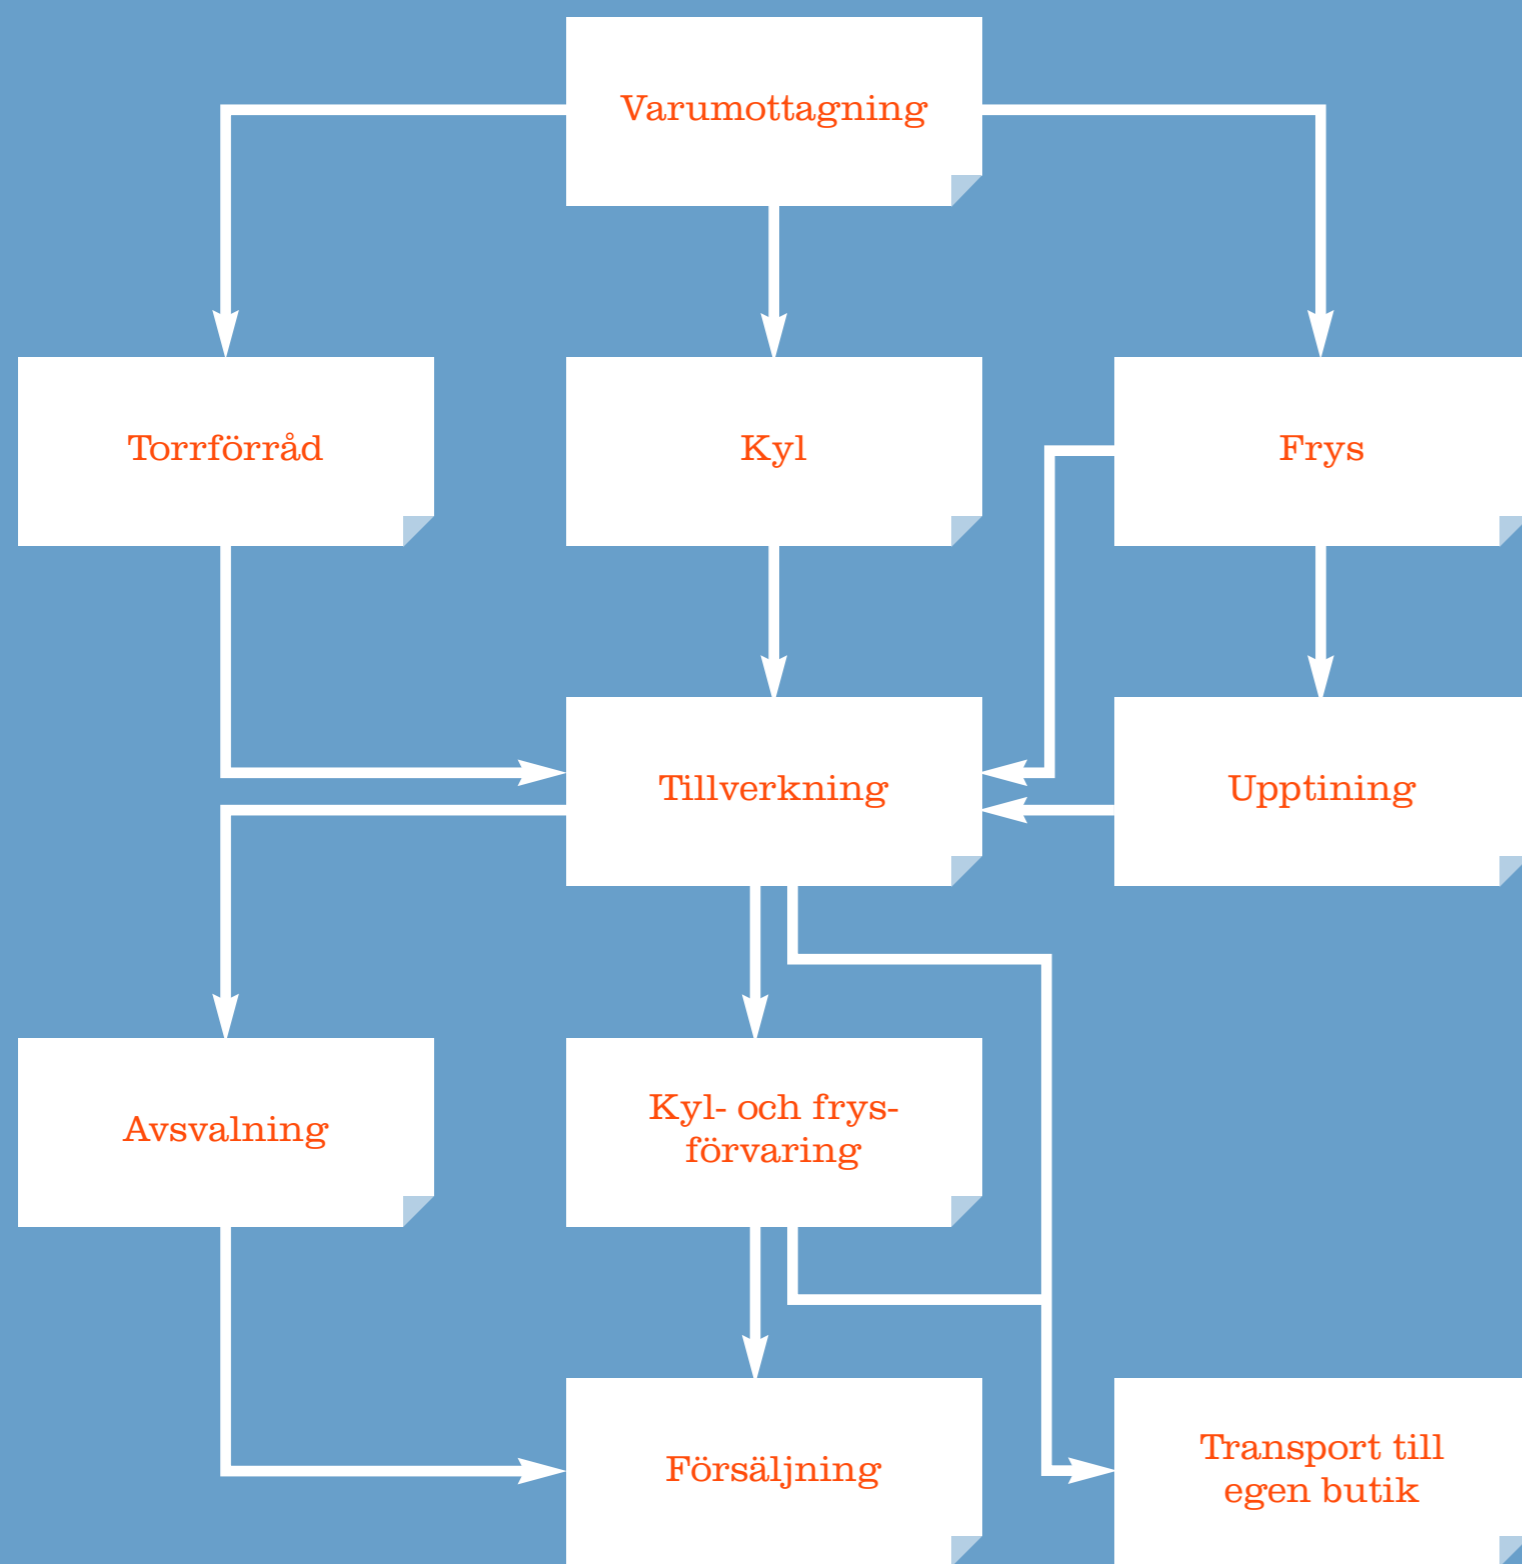 Varumottagning
Torrförråd
Kyl
Frys
Tillverkning
Upptining
Avsvalning
Kyl- och frys-
förvaring
Försäljning
Transport till
egen butik